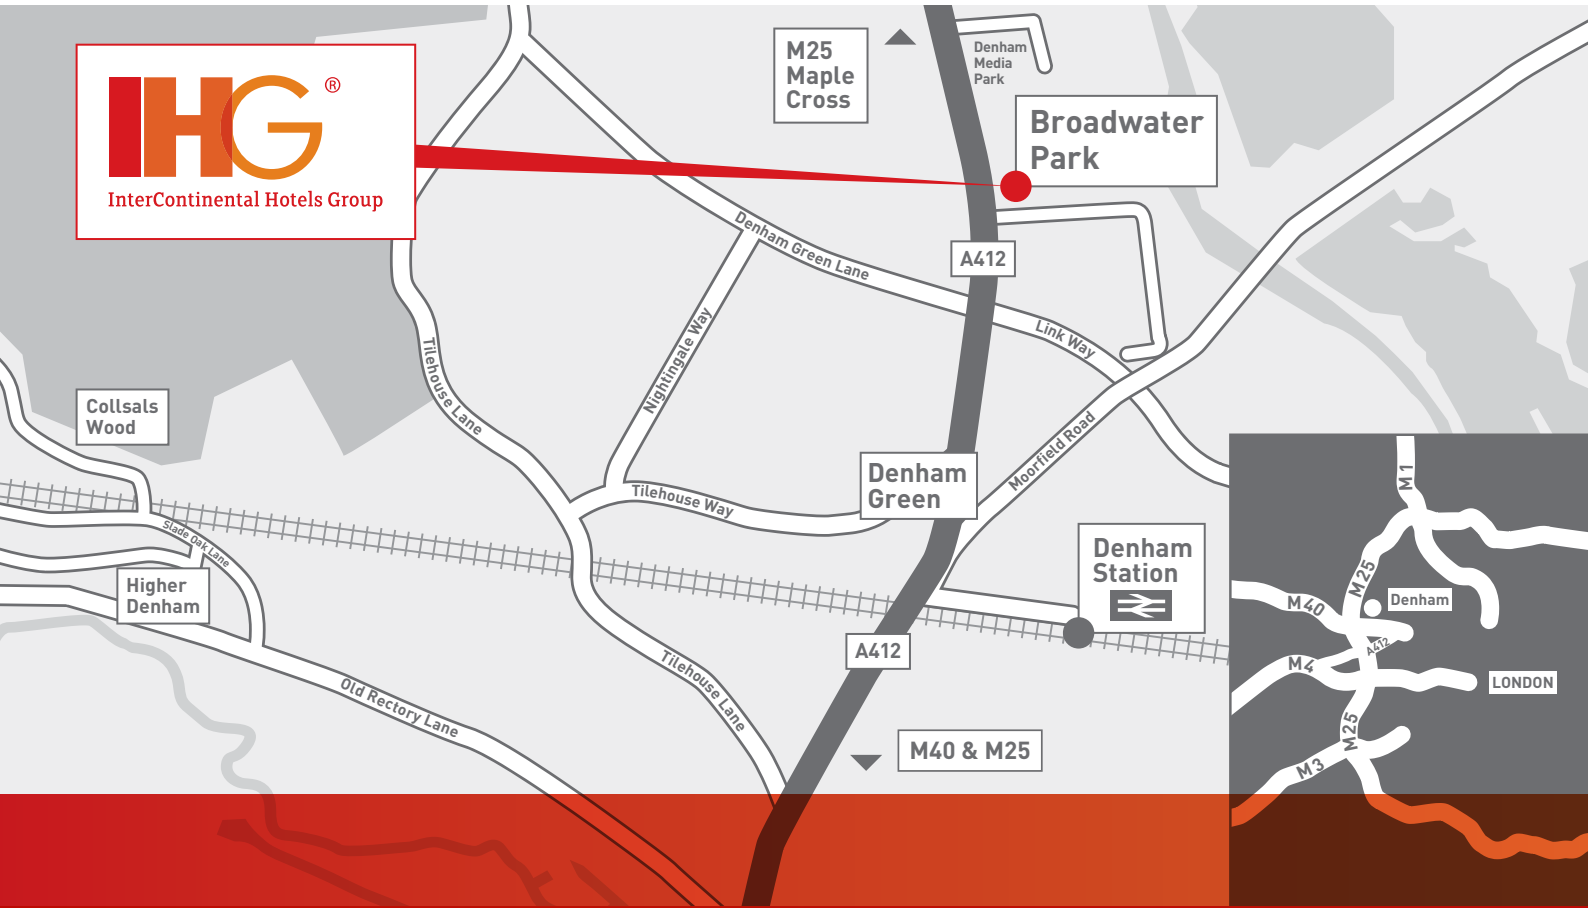 IHG®
InterContinental Hotels Group
M25
Maple
Cross
Denham
Media
Park
Broadwater
Park
A412
Denham Green Lane
Link Way
Nightingale Way
Tilehouse Lane
Collsals
Wood
Moorfield Road
Denham
Green
Tilehouse Way
Slade Oak Lane
Higher
Denham
Denham
Station
A412
Tilehouse Lane
Old Rectory Lane
M40 & M25
M1
M25
Denham
M40
A412
M4
LONDON
M25
M3